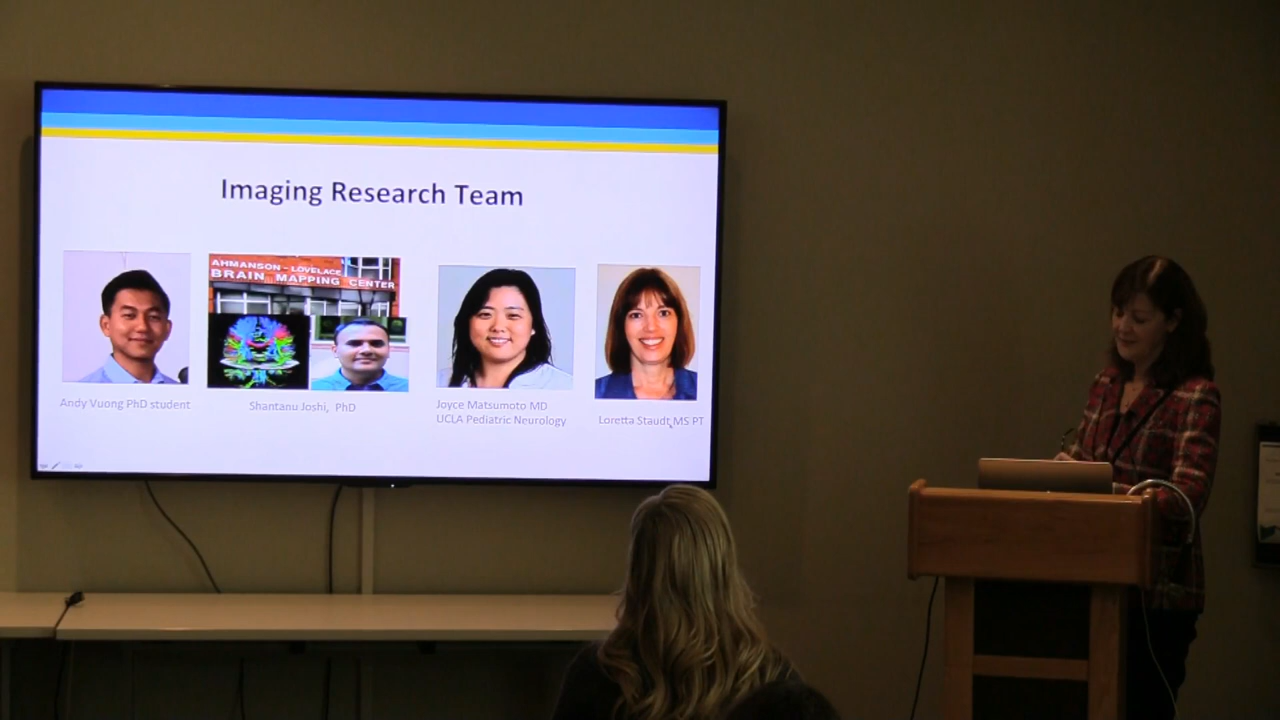 Imaging Research Team
AHMANSON - LOVELACE
BRAIN MAPPING CENTER
Andy Vuong PhD student
Shantanu Joshi, PhD
Joyce Matsumoto MD
UCLA Pediatric Neurology
Loretta Staudt MS PT